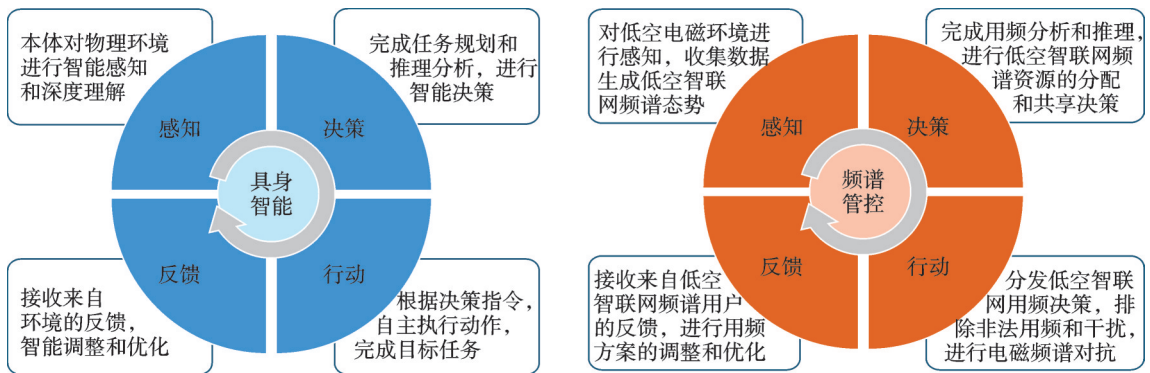 本体对物理环境
进行智能感知
和深度理解
完成任务规划和
推理分析，进行
智能决策
感知
决策
具身
智能
反馈
行动
接收来自
环境的反馈，
智能调整和优化
根据决策指令，
自主执行动作，
完成目标任务
对低空电磁环境进
行感知，收集数据
生成低空智联
网频谱态势
完成用频分析和推理，
进行低空智联网频
谱资源的分配
和共享决策
感知
决策
频谱
管控
反馈
行动
接收来自低空
智联网频谱用户
的反馈，进行用频
方案的调整和优化
分发低空智联
网用频决策，排
除非法用频和干扰，
进行电磁频谱对抗